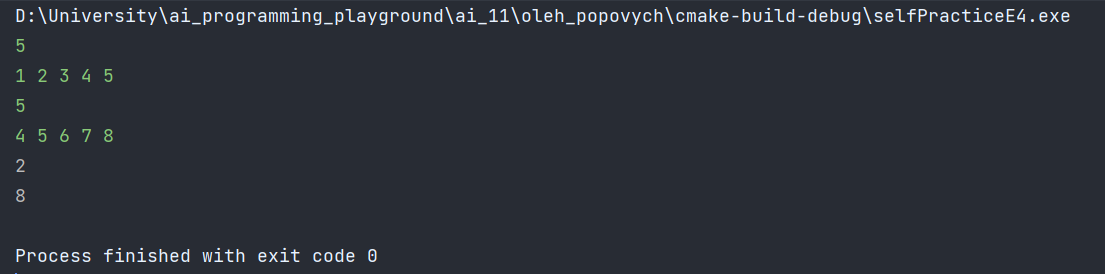 D:\University\ai_programming_playground\ai_11\oleh_popovych\cmake-build-debug\selfPracticeE4.exe
5
1 2 3 4 5
5
4 5 6 7 8
2
8
Process finished with exit code 0